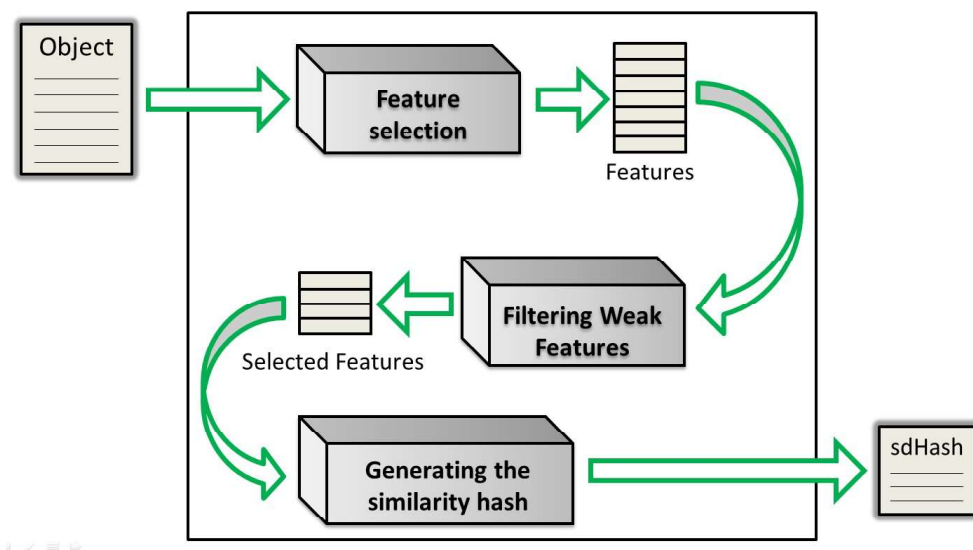 Object
Feature
selection
Features
Filtering Weak
Features
Selected Features
Generating the
similarity hash
sdHash